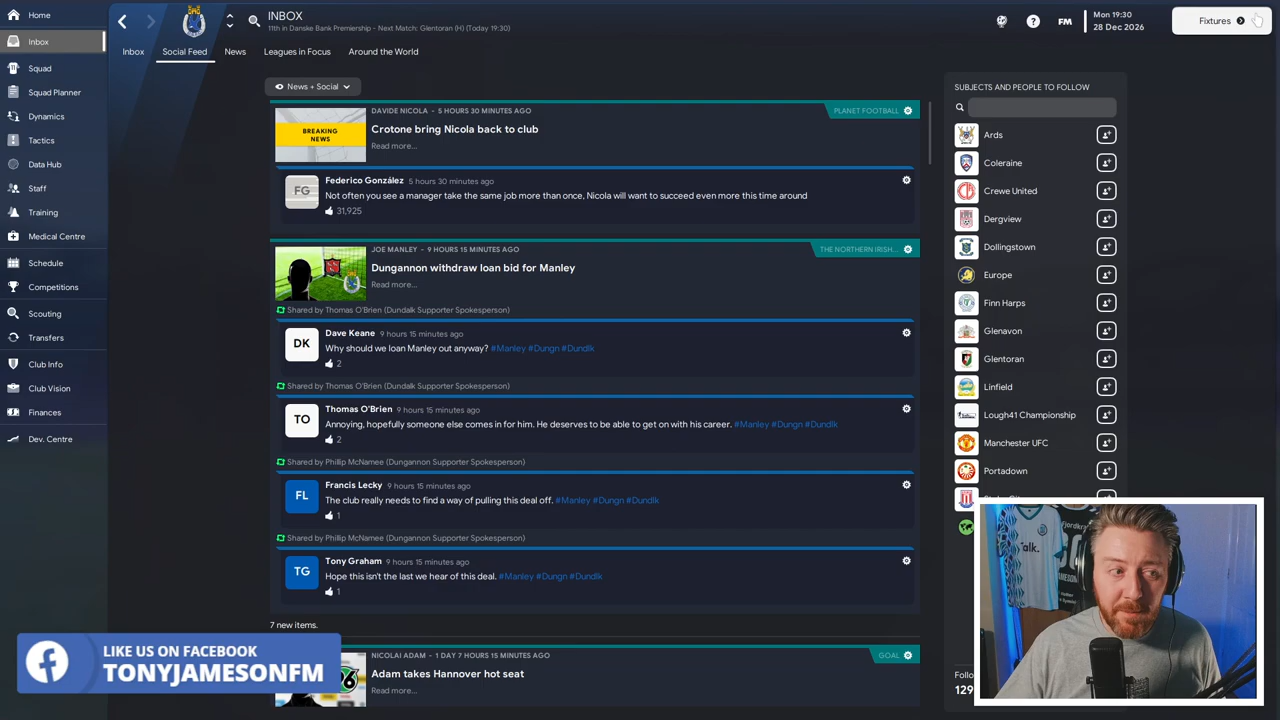 Home
Inbox
Squad
Squad Planner
Dynamics
Tactics
Data Hub
Staff
Training
Medical Centre
Schedule
Competitions
Scouting
Transfers
Club Info
Club Vision
Finances
Dev. Centre
INBOX
11th in Danske Bank Premiership - Next Match: Glentoran (H) (Today 19:30)
FM
Mon 19:30
28 Dec 2026
Fixtures
Inbox
Social Feed
News
Leagues in Focus
Around the World
News + Social
BREAKING
NEWS
DAVIDE NICOLA - 5 HOURS 30 MINUTES AGO
PLANET FOOTBALL
Crotone bring Nicola back to club
Read more...
FG
Federico González 5 hours 30 minutes ago
Not often you see a manager take the same job more than once, Nicola will want to succeed even more this time around
31,925
JOE MANLEY - 9 HOURS 15 MINUTES AGO
THE NORTHERN IRISH...
Dungannon withdraw loan bid for Manley
Read more...
Shared by Thomas O'Brien (Dundalk Supporter Spokesperson)
DK
Dave Keane 9 hours 15 minutes ago
Why should we loan Manley out anyway? #Manley #Dungn #Dundlk
2
Shared by Thomas O'Brien (Dundalk Supporter Spokesperson)
TO
Thomas O'Brien 9 hours 15 minutes ago
Annoying. hopefully someone else comes in for him. He deserves to be able to get on with his career. #Manley #Dungn #Dundlk
2
Shared by Phillip McNamee (Dungannon Supporter Spokesperson)
FL
Francis Lecky 9 hours 15 minutes ago
The club really needs to find a way of pulling this deal off. #Manley #Dungn #Dundlk
1
Shared by Phillip McNamee (Dungannon Supporter Spokesperson)
TG
Tony Graham 9 hours 15 minutes ago
Hope this isn't the last we hear of this deal. #Manley #Dungn #Dundlk
1
7 new items.
NICOLAI ADAM - 1 DAY 7 HOURS 15 MINUTES AGO
GOAL
Adam takes Hannover hot seat
Read more...
SUBJECTS AND PEOPLE TO FOLLOW
Ards
Coleraine
Crewe United
Dergview
Dollingstown
Europe
Finn Harps
Glenavon
Glentoran
Linfield
Lough41 Championship
Manchester UFC
Portadown
Follo
129
Talk.
LIKE US ON FACEBOOK
TONYJAMESONFM